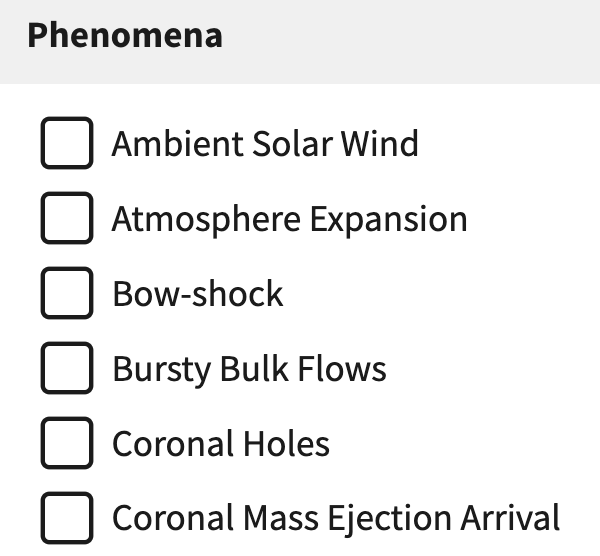 Phenomena
Ambient Solar Wind
Atmosphere Expansion
Bow-shock
Bursty Bulk Flows
Coronal Holes
Coronal Mass Ejection Arrival